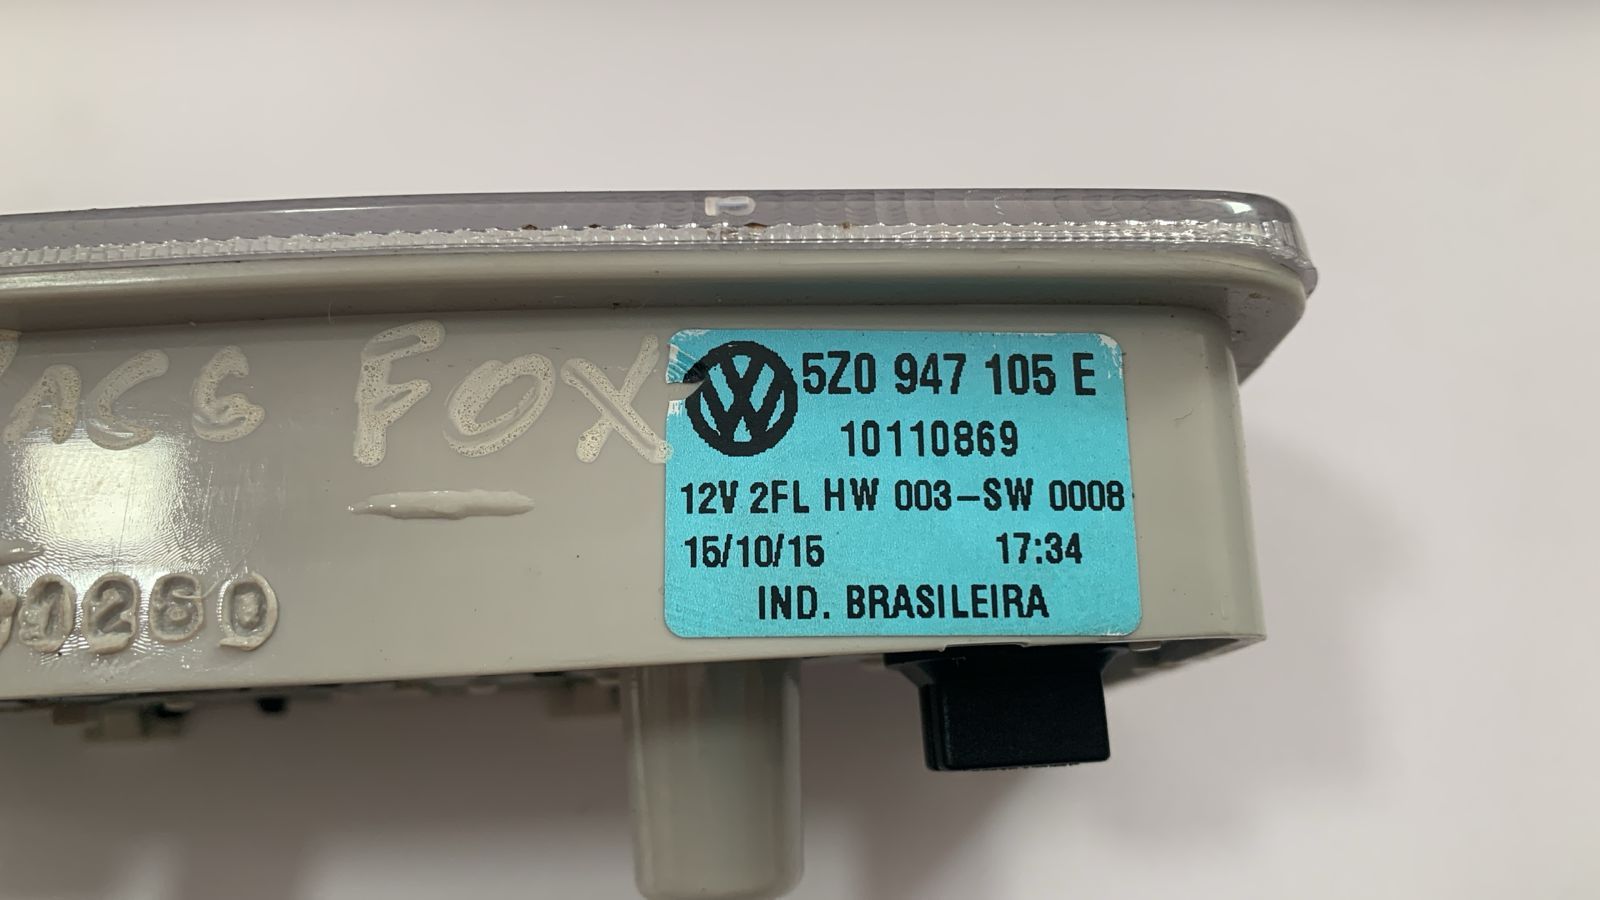 FOX
5Z0 947 105 E
10110869
12V 2FL HW 003-SW 0008
15/10/15 17:34
IND. BRASILEIRA